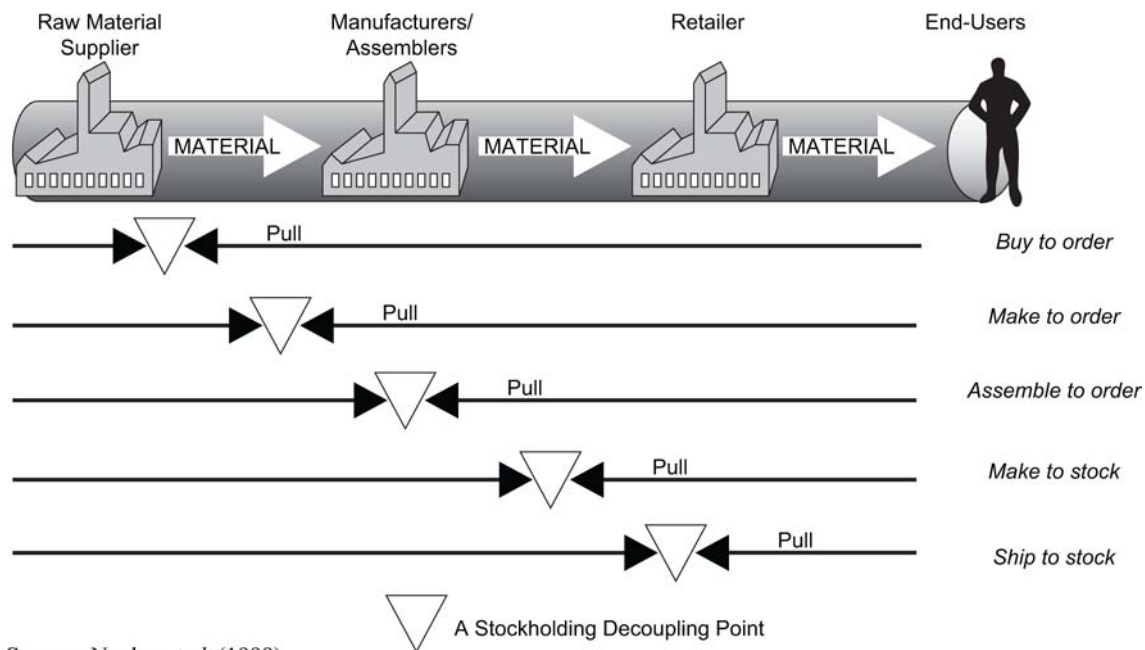 Raw Material
Supplier
Manufacturers/
Assemblers
Retailer
End-Users
MATERIAL
MATERIAL
MATERIAL
Pull
Buy to order
Pull
Make to order
Pull
Assemble to order
Pull
Make to stock
Pull
Ship to stock
A Stockholding Decoupling Point